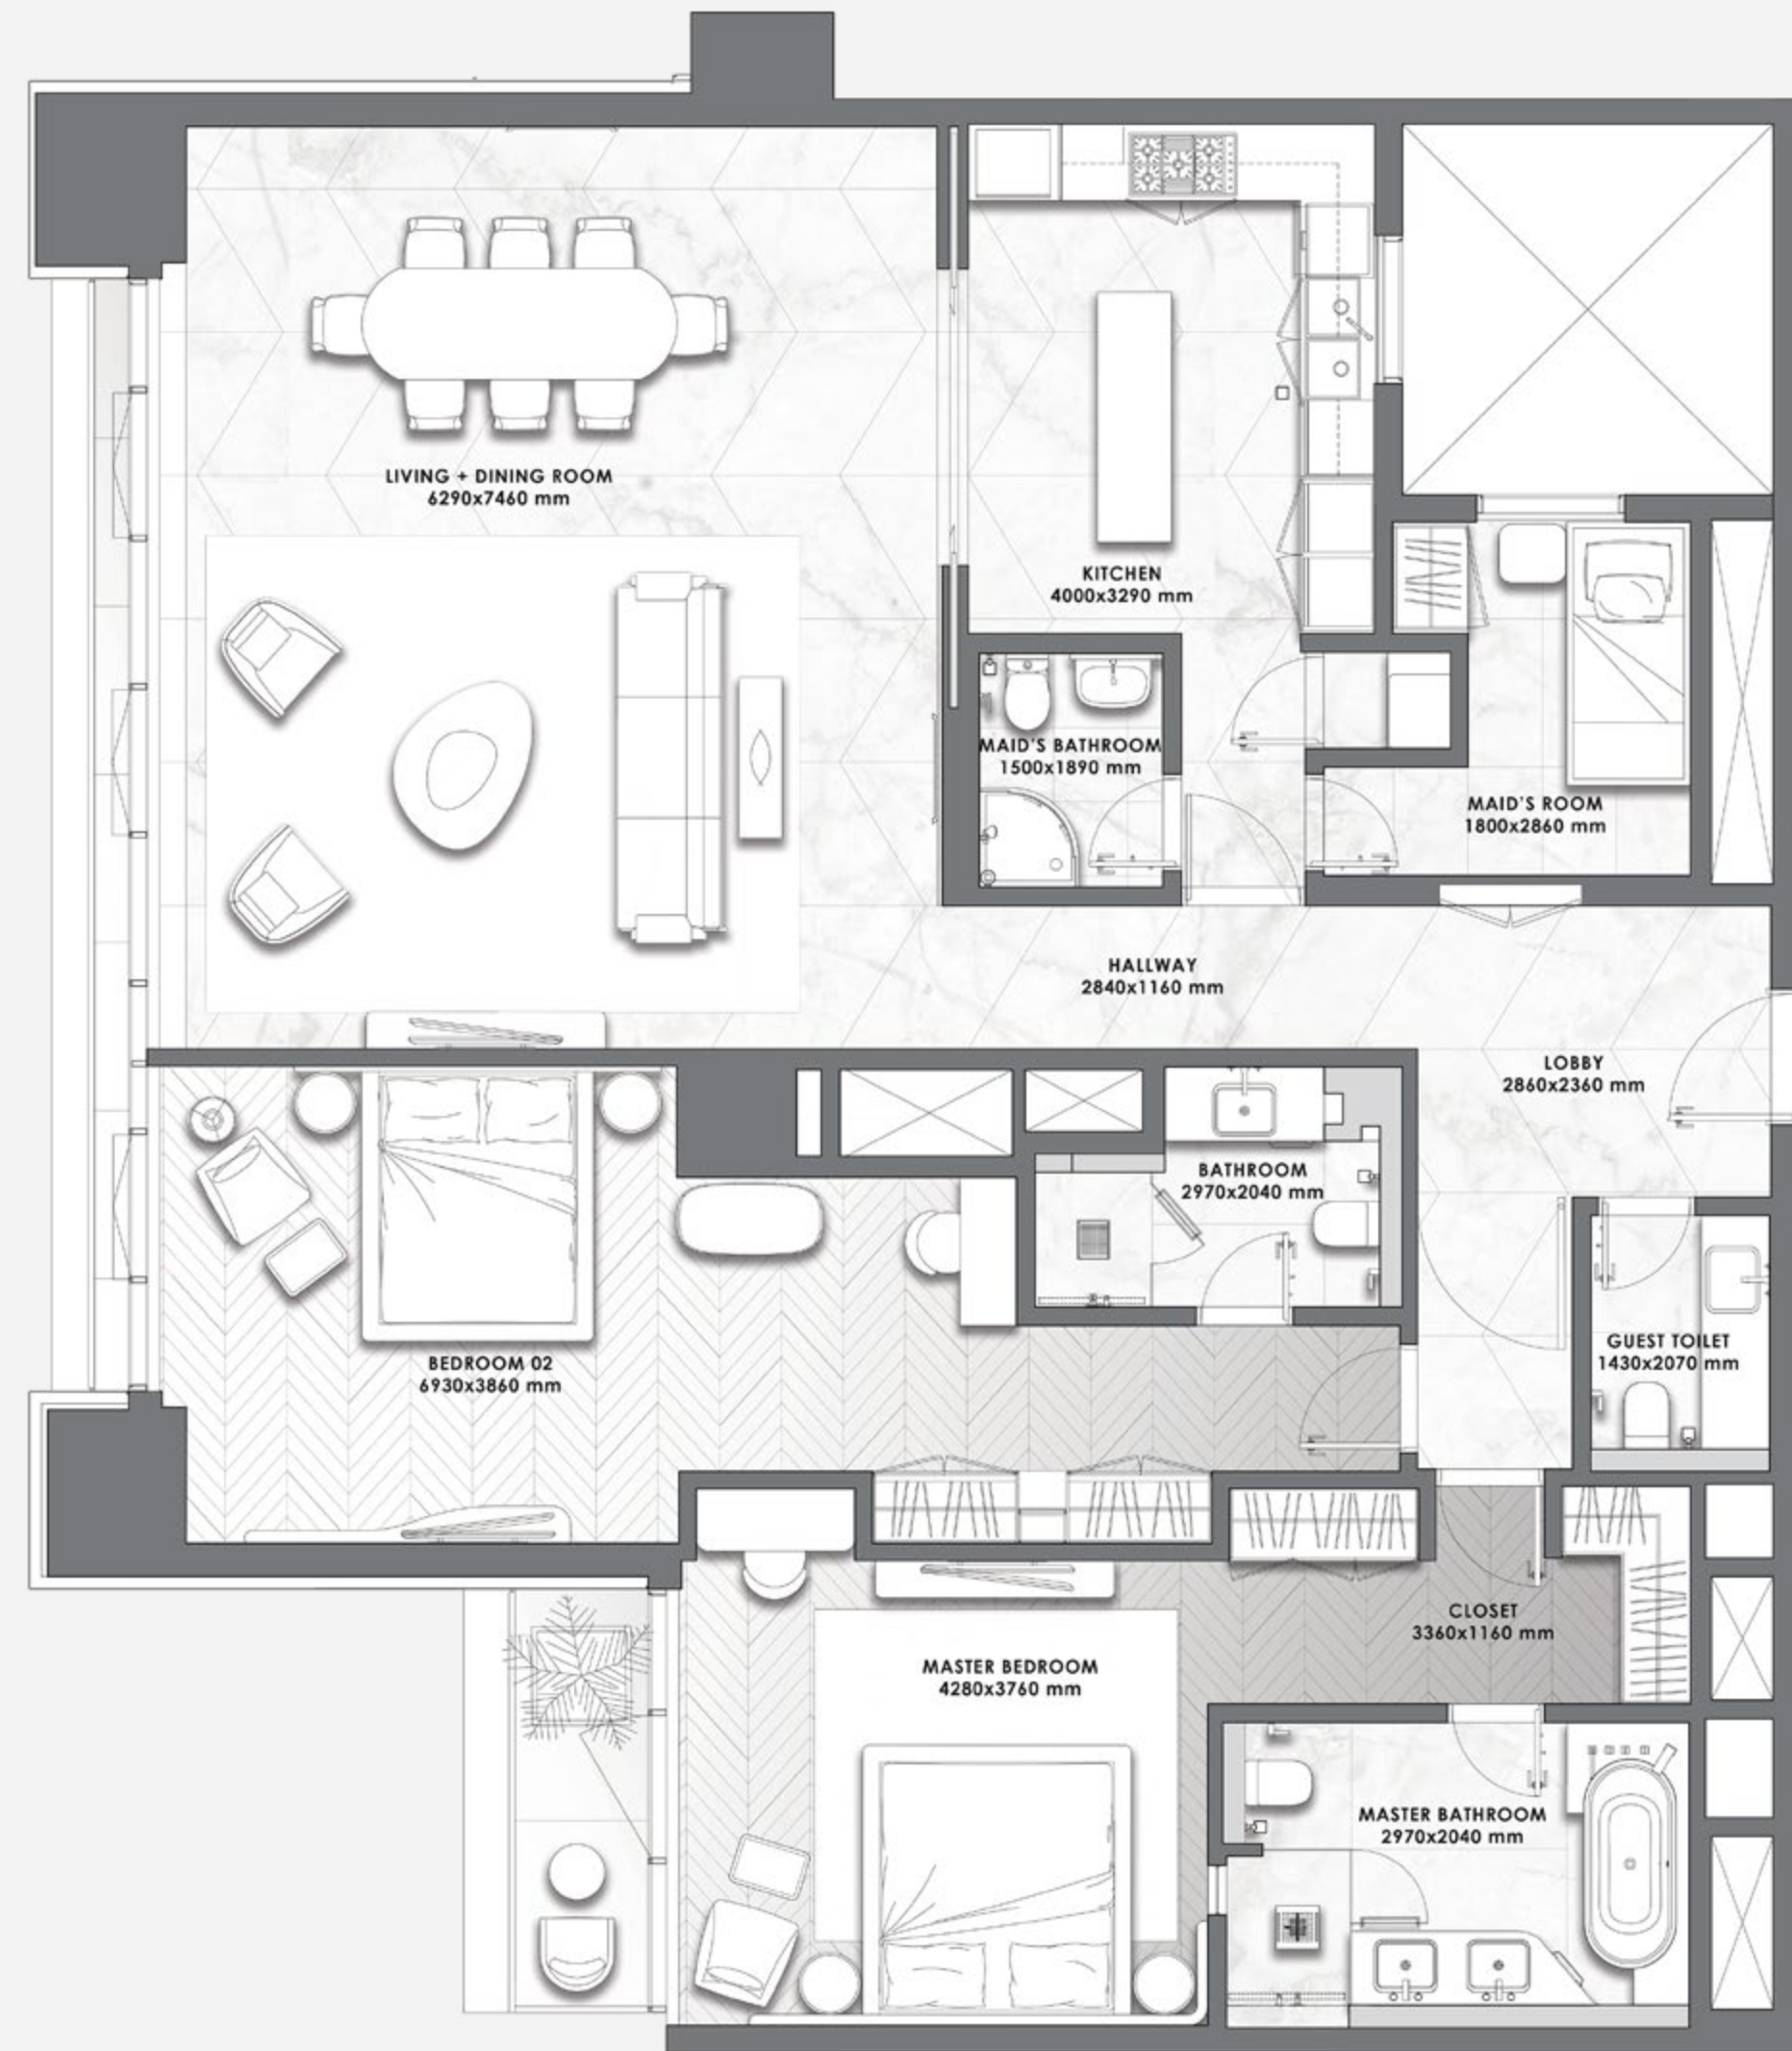 LIVING + DINING ROOM
6290x7460 mm
KITCHEN
4000x3290 mm
MAID'S BATHROOM
1500x1890 mm
MAID'S ROOM
1800x2860 mm
HALLWAY
2840x1160 mm
LOBBY
2860x2360 mm
BATHROOM
2970x2040 mm
GUEST TOILET
1430x2070 mm
BEDROOM 02
6930x3860 mm
CLOSET
3360x1160 mm
MASTER BEDROOM
4280x3760 mm
MASTER BATHROOM
2970x2040 mm